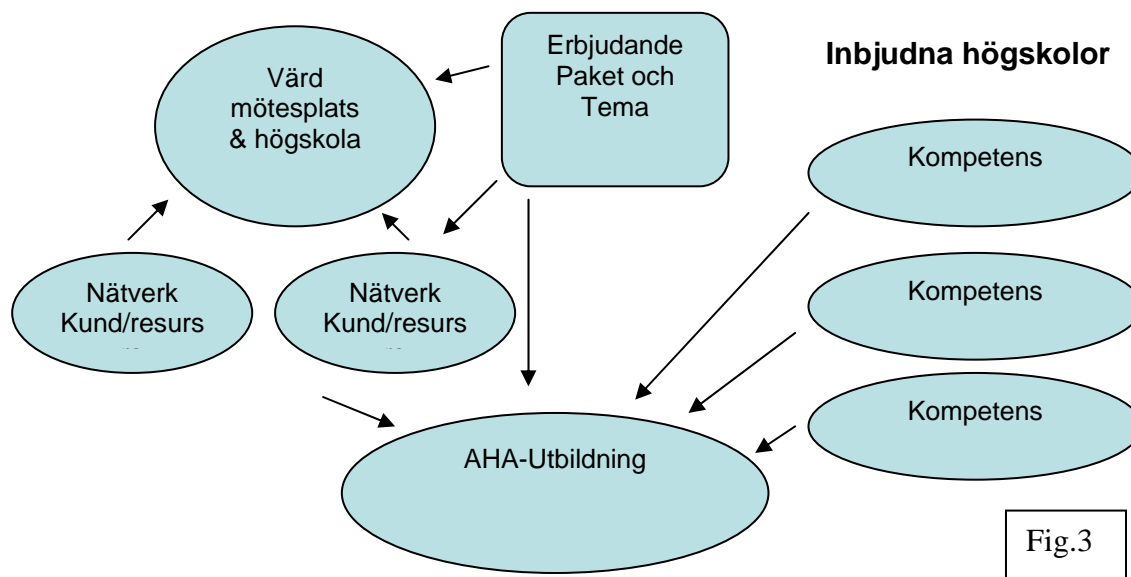 Värd
mötesplats
& högskola
Erbjudande
Paket och
Tema
Inbjudna högskolor
Kompetens
Nätverk
Kund/resurs
Nätverk
Kund/resurs
Kompetens
Kompetens
AHA-Utbildning
Fig.3